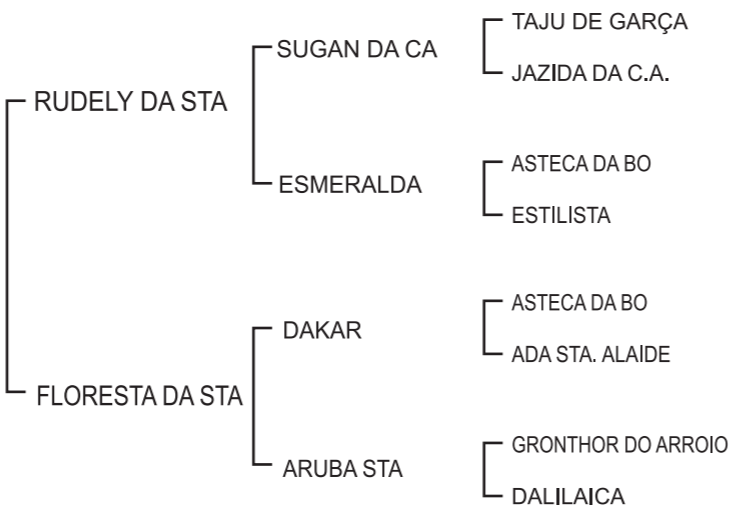 TAJU DE GARÇA
SUGAN DA CA
JAZIDA DA C.A.
RUDELY DA STA
ASTECA DA BO
ESMERALDA
ESTILISTA
ASTECA DA BO
DAKAR
ADA STA. ALAÍDE
FLORESTA DA STA
GRONTHOR DO ARROIO
ARUBA STA
DALILAICA